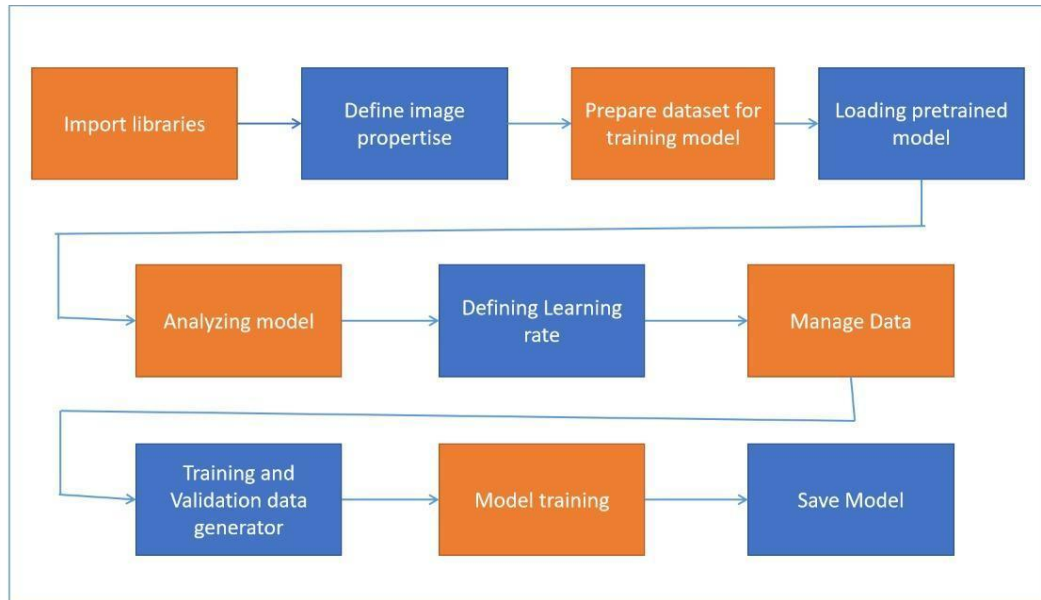 Import libraries
Define image
propertise
Prepare dataset for
training model
Loading pretrained
model
Analyzing model
Defining Learning
rate
Manage Data
Training and
Validation data
generator
Model training
Save Model